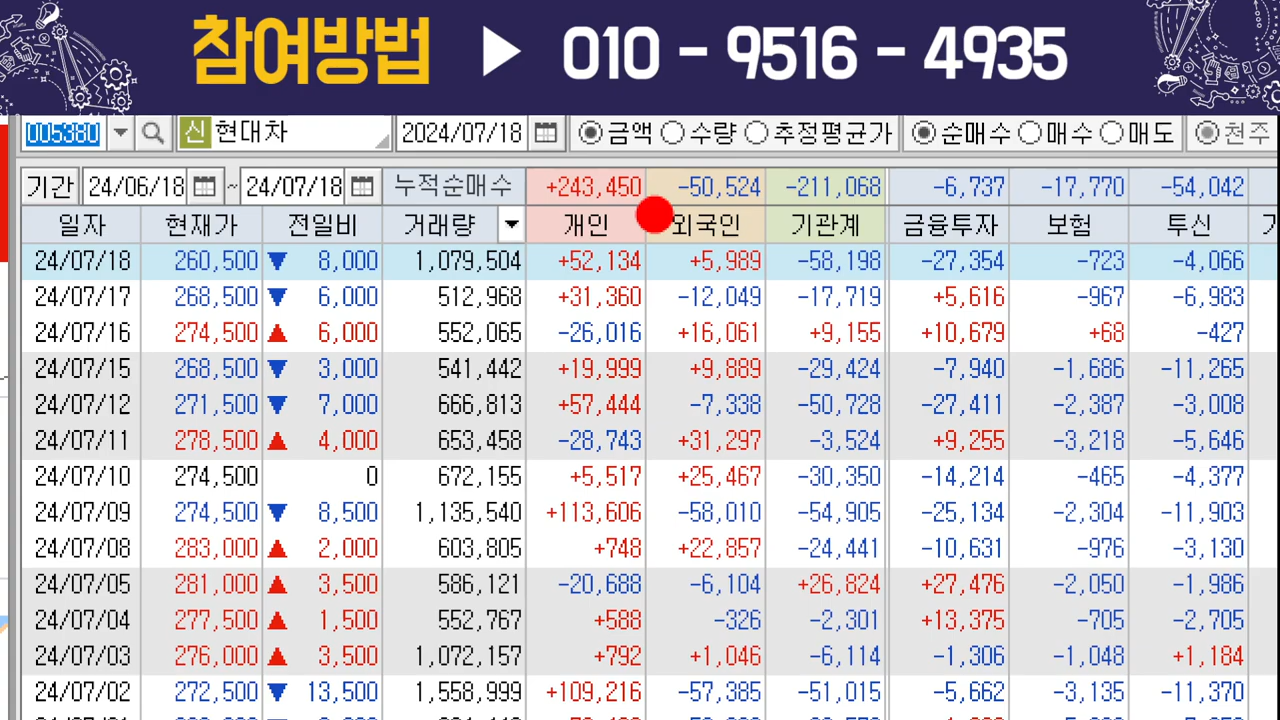 참여방법 ▶ 010 - 9516 - 4935
005380 신 현대차 2024/07/18 금액 수량 추정평균가 순매수 매수 매도 천주
기간 24/06/18 ~ 24/07/18 누적순매수 +243,450 -50,524 -211,068 -6,737 -17,770 -54,042
일자 현재가 전일비 거래량 개인 외국인 기관계 금융투자 보험 투신
24/07/18 260,500 ▼ 8,000 1,079,504 +52,134 +5,989 -58,198 -27,354 -723 -4,066
24/07/17 268,500 ▼ 6,000 512,968 +31,360 -12,049 -17,719 +5,616 -967 -6,983
24/07/16 274,500 ▲ 6,000 552,065 -26,016 +16,061 +9,155 +10,679 +68 -427
24/07/15 268,500 ▼ 3,000 541,442 +19,999 +9,889 -29,424 -7,940 -1,686 -11,265
24/07/12 271,500 ▼ 7,000 666,813 +57,444 -7,338 -50,728 -27,411 -2,387 -3,008
24/07/11 278,500 ▲ 4,000 653,458 -28,743 +31,297 -3,524 +9,255 -3,218 -5,646
24/07/10 274,500 0 672,155 +5,517 +25,467 -30,350 -14,214 -465 -4,377
24/07/09 274,500 ▼ 8,500 1,135,540 +113,606 -58,010 -54,905 -25,134 -2,304 -11,903
24/07/08 283,000 ▲ 2,000 603,805 +748 +22,857 -24,441 -10,631 -976 -3,130
24/07/05 281,000 ▲ 3,500 586,121 -20,688 -6,104 +26,824 +27,476 -2,050 -1,986
24/07/04 277,500 ▲ 1,500 552,767 +588 -326 -2,301 +13,375 -705 -2,705
24/07/03 276,000 ▲ 3,500 1,072,157 +792 +1,046 -6,114 -1,306 -1,048 +1,184
24/07/02 272,500 ▼ 13,500 1,558,999 +109,216 -57,385 -51,015 -5,662 -3,135 -11,370